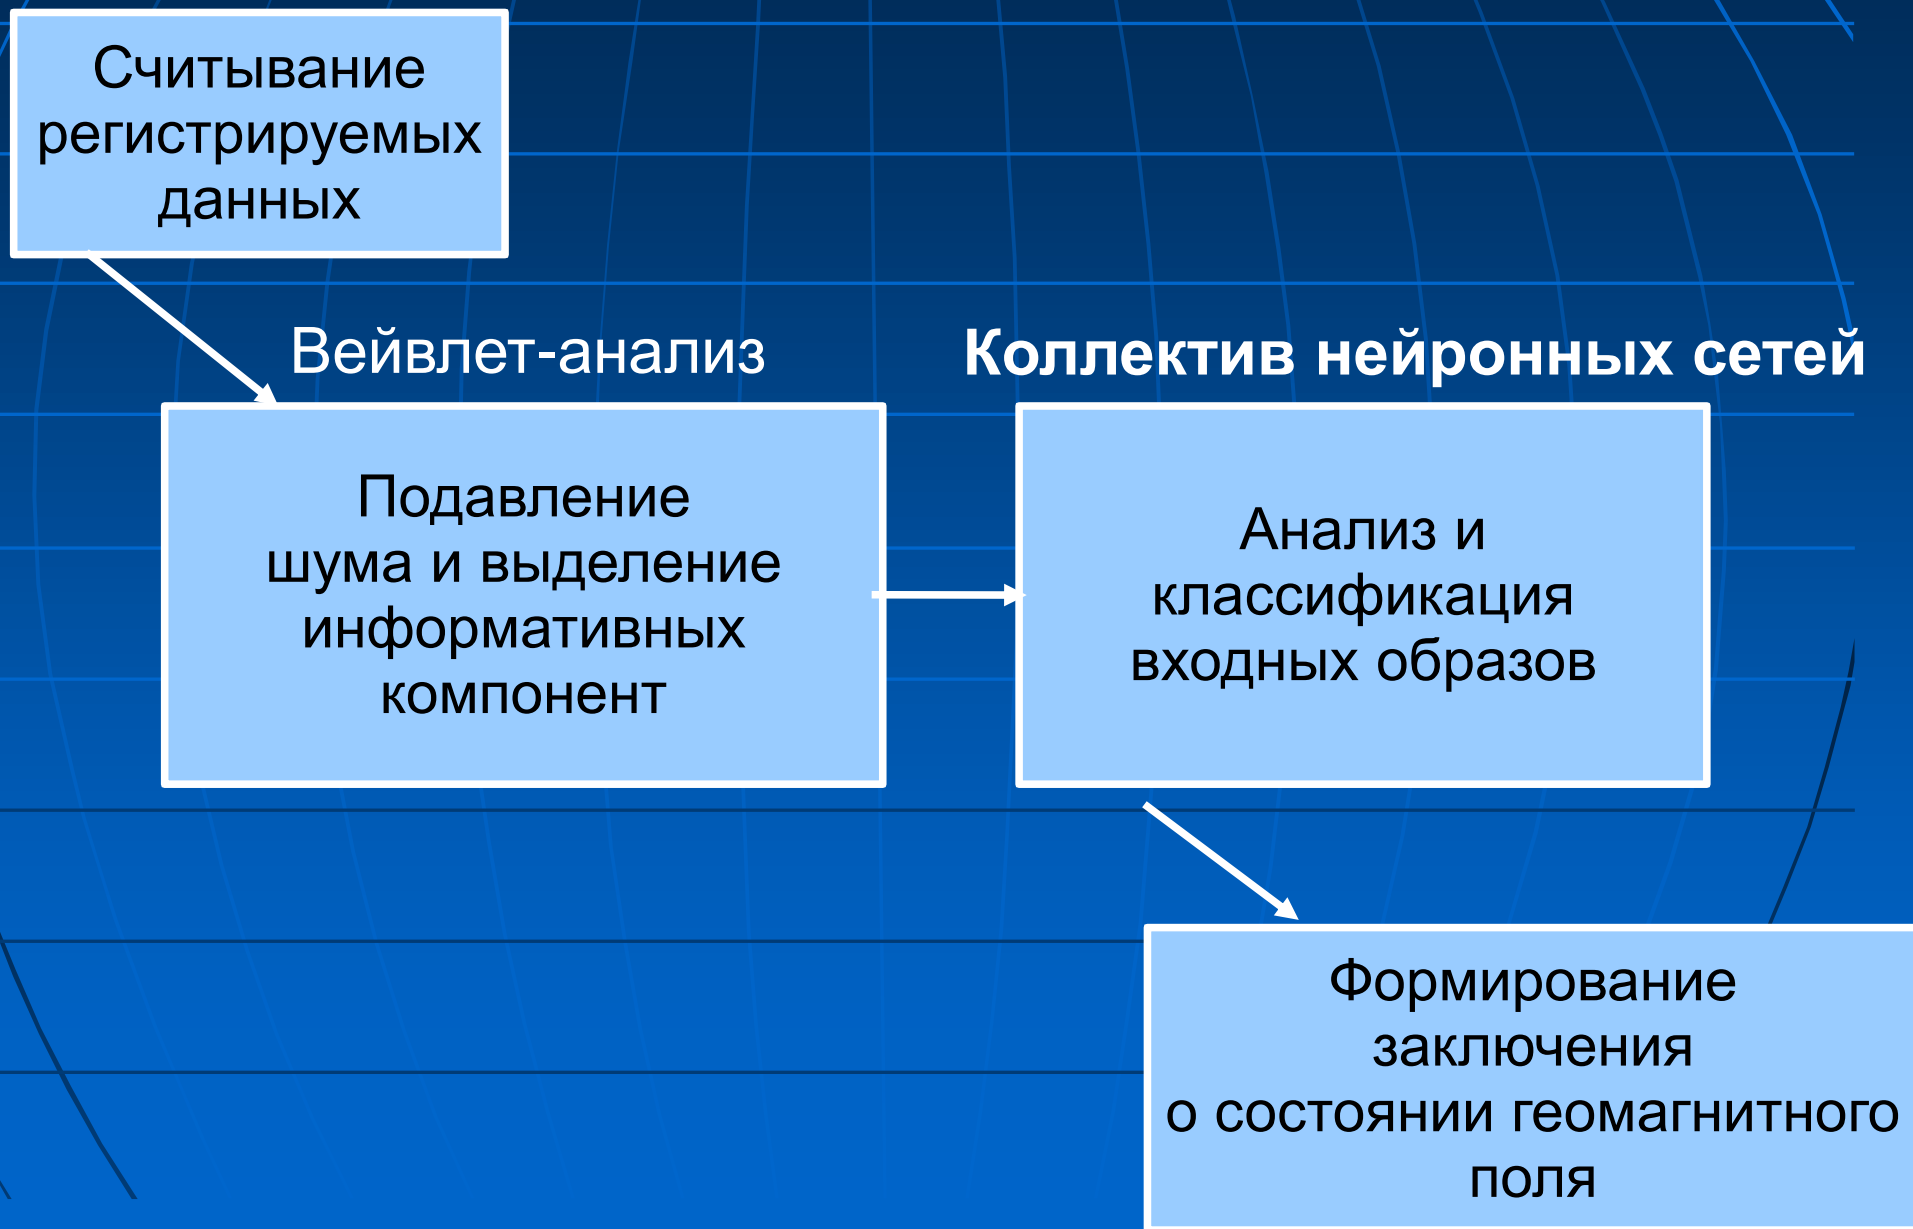 Считывание
регистрируемых
данных
Вейвлет-анализ
Коллектив нейронных сетей
Подавление
шума и выделение
информативных
компонент
Анализ и
классификация
входных образов
Формирование
заключения
о состоянии геомагнитного
поля